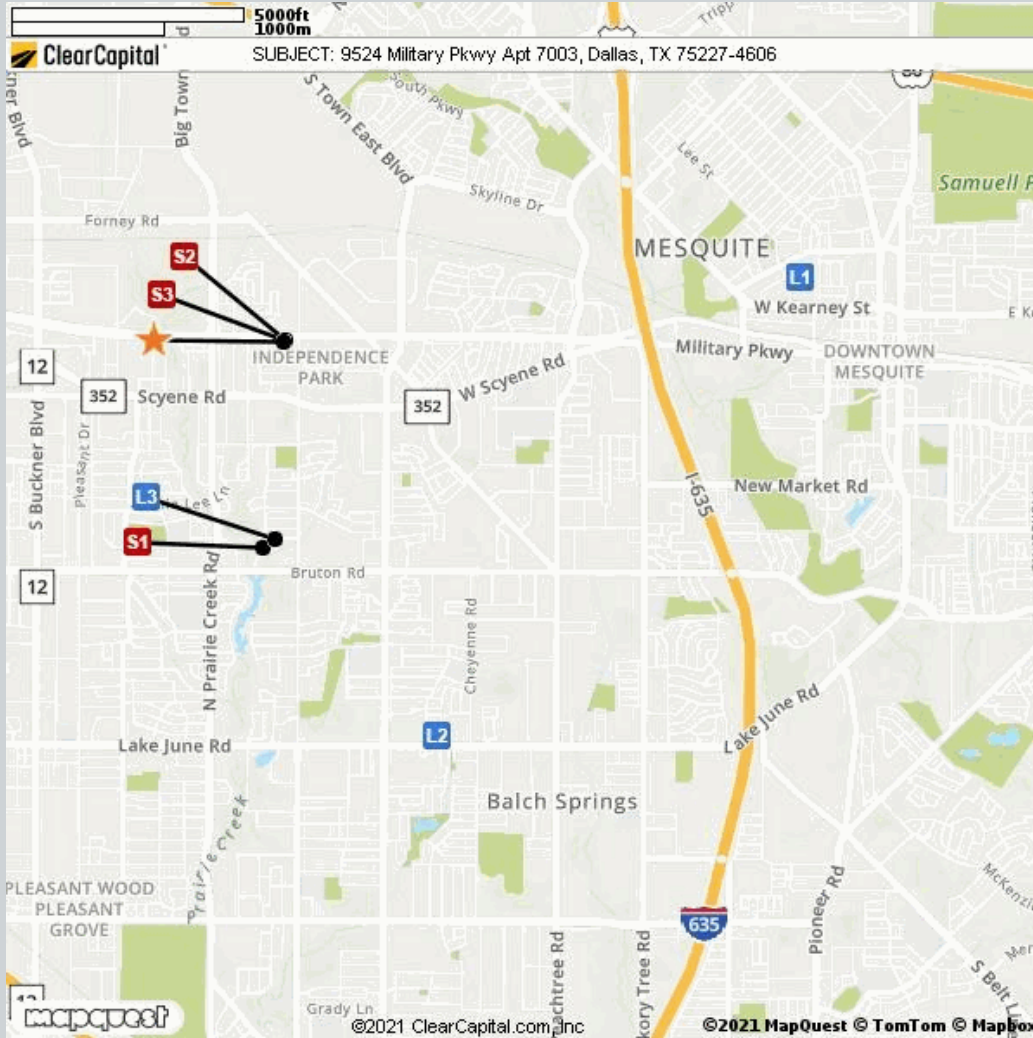 5000ft
1000m
ClearCapital
SUBJECT: 9524 Military Pkwy Apt 7003, Dallas, TX 75227-4606
Tripp
Big Town
S Town East Blvd
South Pkwy
Lee St
Skyline Dr
Samuell
Forney Rd
MESQUITE
S2
L1
S3
W Kearney St
INDEPENDENCE
PARK
Military Pkwy
DOWNTOWN
MESQUITE
12
352
Scyene Rd
352
W Scyene Rd
S Buckner Blvd
Pleasant Dr
L3
Lee Ln
I-635
New Market Rd
S1
N Prairie Creek Rd
Bruton Rd
12
Cheyenne Rd
L2
Lake June Rd
Lake June Rd
Balch Springs
Prairie Creek
PLEASANT WOOD
PLEASANT
GROVE
635
Pioneer Rd
S Belt
Grady Ln
mapquest
©2021 ClearCapital.com, Inc
©2021 MapQuest © TomTom © Mapbox